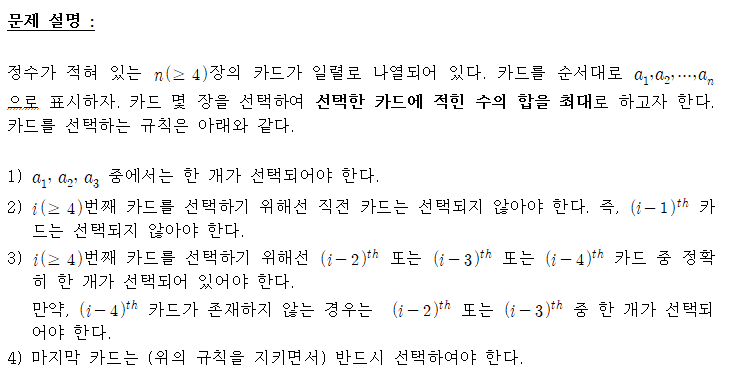 문제 설명 :
정수가 적혀 있는 n(≥ 4)장의 카드가 일렬로 나열되어 있다. 카드를 순서대로 a₁,a₂,⋯,aₙ
으로 표시하자. 카드 몇 장을 선택하여 선택한 카드에 적힌 수의 합을 최대로 하고자 한다.
카드를 선택하는 규칙은 아래와 같다.
1) a₁, a₂, a₃ 중에서는 한 개가 선택되어야 한다.
2) i(≥ 4)번째 카드를 선택하기 위해선 직전 카드는 선택되지 않아야 한다. 즉, (i−1)ᵗʰ 카
드는 선택되지 않아야 한다.
3) i(≥ 4)번째 카드를 선택하기 위해선 (i−2)ᵗʰ 또는 (i−3)ᵗʰ 또는 (i−4)ᵗʰ 카드 중 정확
히 한 개가 선택되어 있어야 한다.
만약, (i−4)ᵗʰ 카드가 존재하지 않는 경우는 (i−2)ᵗʰ 또는 (i−3)ᵗʰ 중 한 개가 선택되
어야 한다.
4) 마지막 카드는 (위의 규칙을 지키면서) 반드시 선택하여야 한다.